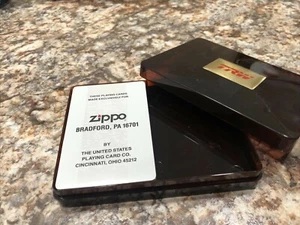 THESE PLAYING CARDS
MADE EXCLUSIVELY FOR
zippo
BRADFORD, PA 16701
BY
THE UNITED STATES
PLAYING CARD CO.
CINCINNATI, OHIO 45212